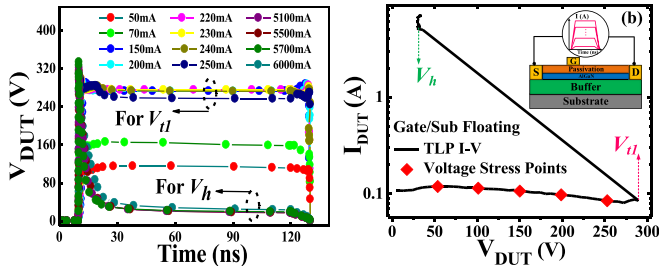 50mA 220mA 5100mA
70mA 230mA 5500mA
150mA 240mA 5700mA
200mA 250mA 6000mA
360
320
240
160
80
0
V_DUT (V)
For V_t1
For V_h
0 30 60 90 120
Time (ns)
(b)
I (A)
Time (ns)
G
S Passivation D
AlGaN
Buffer
Substrate
V_h
Gate/Sub Floating
TLP I-V
Voltage Stress Points
V_t1
1
0.1
I_DUT (A)
0 50 100 150 200 250 300
V_DUT (V)